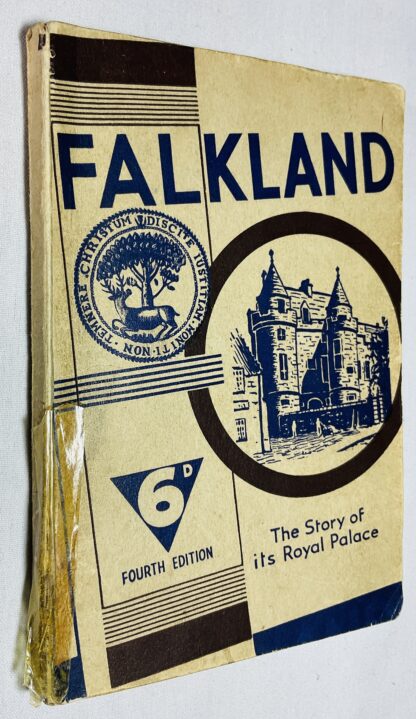 FALKLAND
DISCITE JUSTITIAM MONITI · NON · TEMNERE CHRISTUM
6D
FOURTH EDITION
The Story of
its Royal Palace